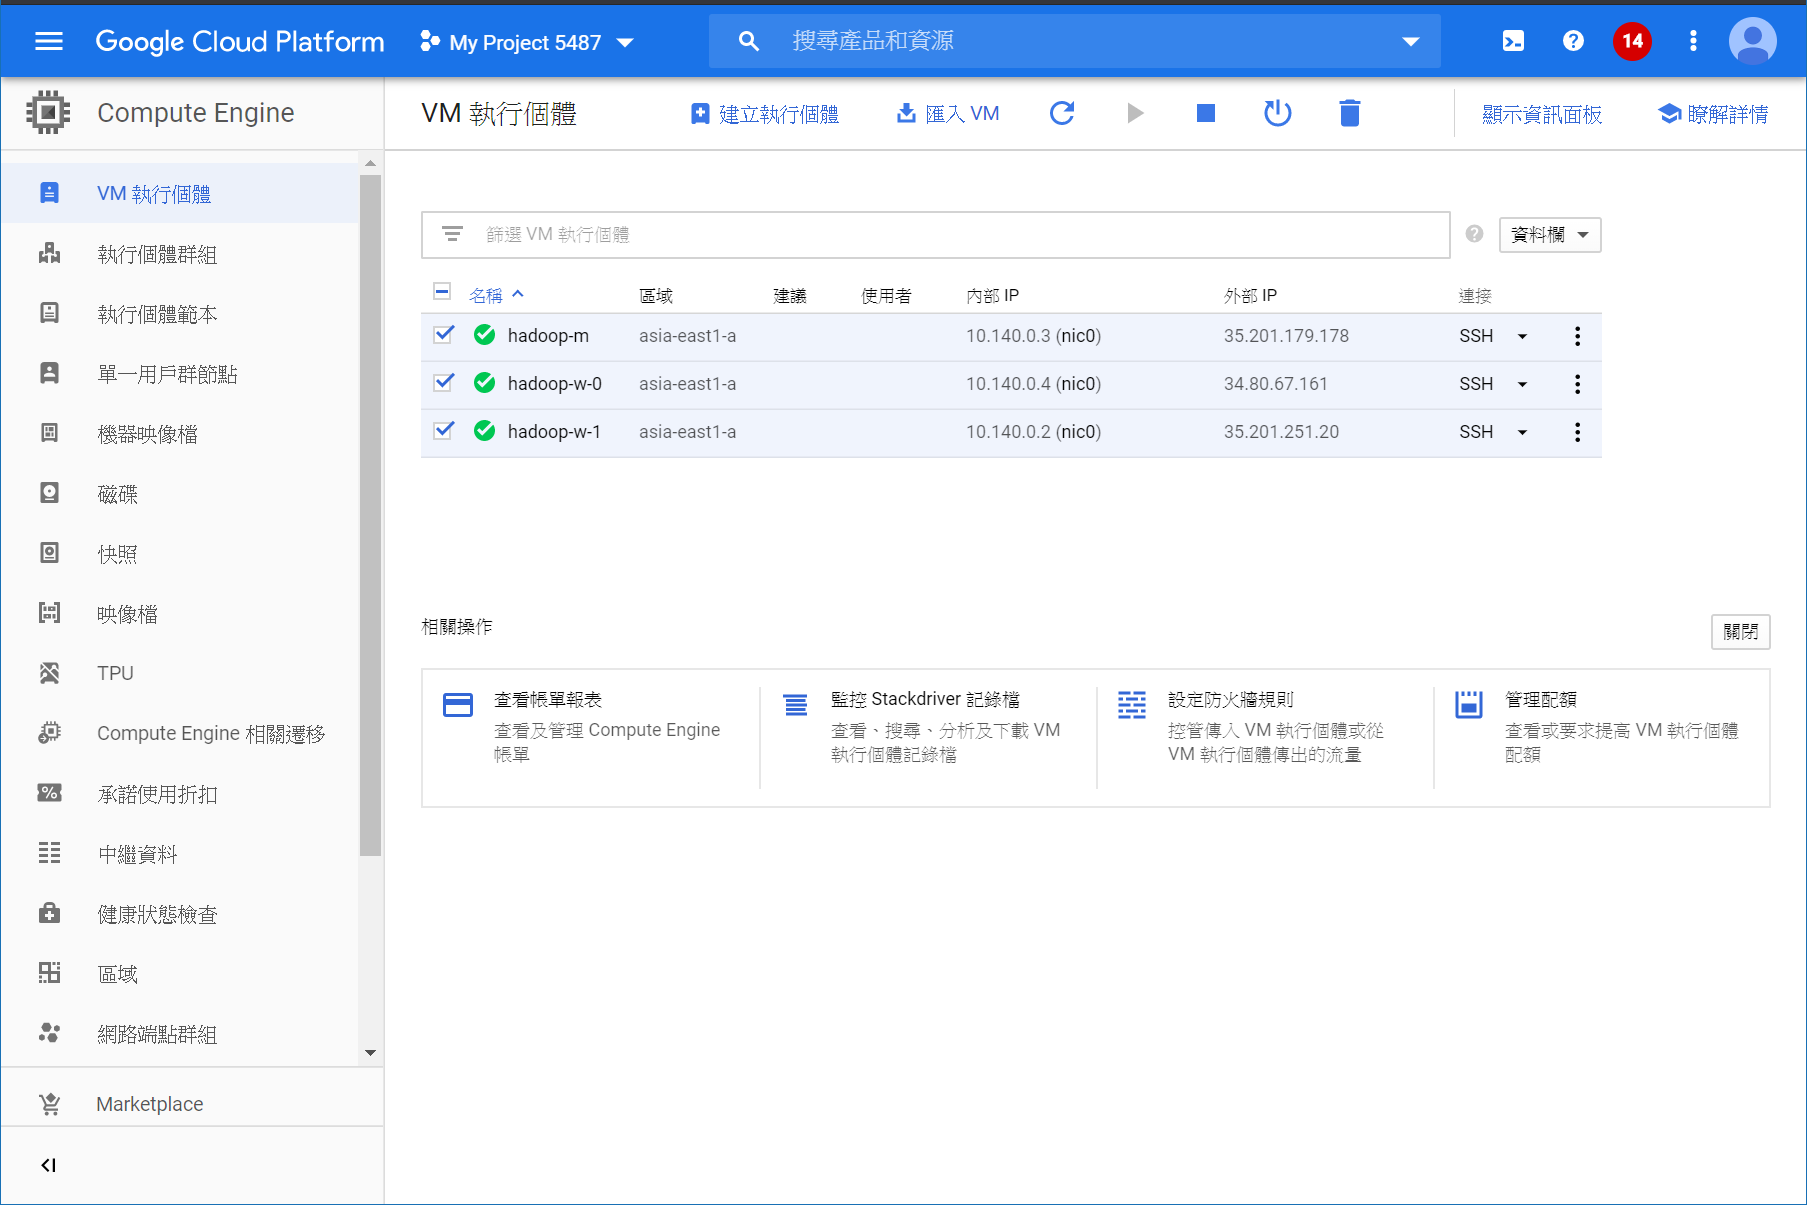 Google Cloud Platform
My Project 5487
搜尋產品和資源
14
Compute Engine
VM 執行個體
建立執行個體
匯入 VM
顯示資訊面板
瞭解詳情
VM 執行個體
執行個體群組
執行個體範本
單一用戶群節點
機器映像檔
磁碟
快照
映像檔
TPU
Compute Engine 相關遷移
承諾使用折扣
中繼資料
健康狀態檢查
區域
網路端點群組
Marketplace
篩選 VM 執行個體
資料欄
名稱 區域 建議 使用者 內部 IP 外部 IP 連接
hadoop-m asia-east1-a 10.140.0.3 (nic0) 35.201.179.178 SSH
hadoop-w-0 asia-east1-a 10.140.0.4 (nic0) 34.80.67.161 SSH
hadoop-w-1 asia-east1-a 10.140.0.2 (nic0) 35.201.251.20 SSH
相關操作
關閉
查看帳單報表
查看及管理 Compute Engine
帳單
監控 Stackdriver 記錄檔
查看、搜尋、分析及下載 VM
執行個體記錄檔
設定防火牆規則
控管傳入 VM 執行個體或從
VM 執行個體傳出的流量
管理配額
查看或要求提高 VM 執行個體
配額